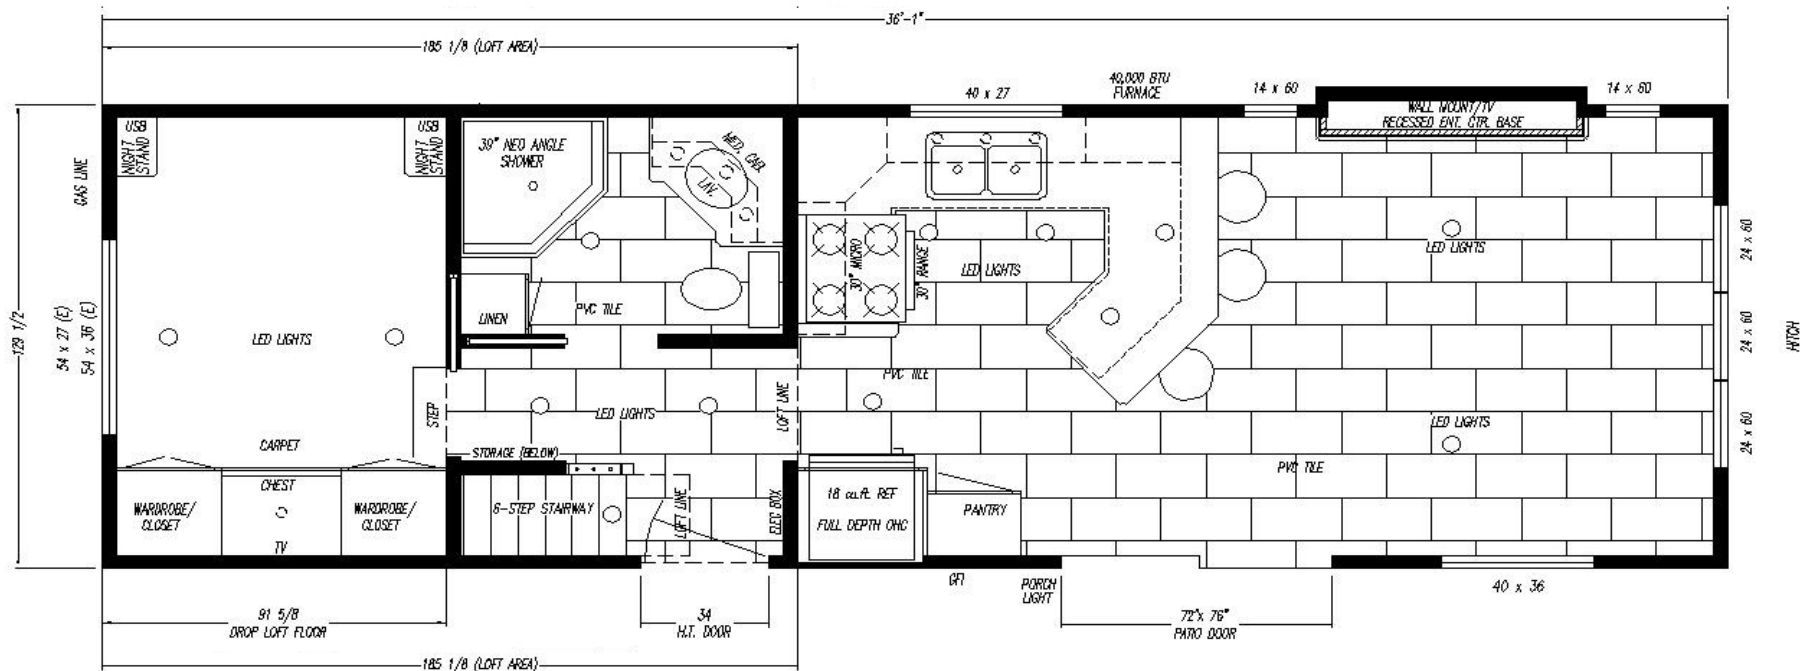 36'-1"
185 1/8 (LOFT AREA)
40,000 BTU
FURNACE
40 x 27
14 x 60
14 x 60
WALL MOUNT/TV
RECESSED ENT. CTR. BASE
USB
NIGHT
STAND
USB
NIGHT
STAND
GAS LINE
39" NEO ANGLE
SHOWER
MED. CAB.
LAV.
30" MICRO
30" RANGE
LED LIGHTS
LED LIGHTS
24 x 60
24 x 60
24 x 60
HITCH
129 1/2
54 x 27 (E)
54 x 36 (E)
LED LIGHTS
LINEN
PVC TILE
PVC TILE
STEP
LED LIGHTS
LOFT LINE
LED LIGHTS
CARPET
STORAGE (BELOW)
PVC TILE
WARDROBE/
CLOSET
CHEST
TV
WARDROBE/
CLOSET
6-STEP STAIRWAY
LOFT LINE
ELEC BOX
18 cu.ft. REF
FULL DEPTH OHC
PANTRY
GFI
PORCH
LIGHT
40 x 36
91 5/8
DROP LOFT FLOOR
34
H.T. DOOR
72"x 76"
PATIO DOOR
185 1/8 (LOFT AREA)